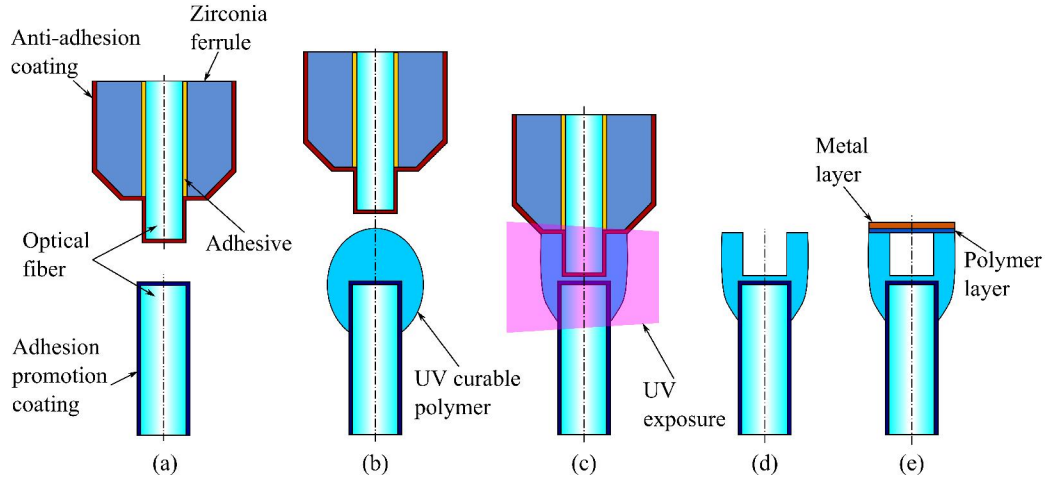 Zirconia
ferrule
Anti-adhesion
coating
Metal
layer
Optical
fiber
Adhesive
Polymer
layer
Adhesion
promotion
coating
UV curable
polymer
UV
exposure
(a)
(b)
(c)
(d)
(e)